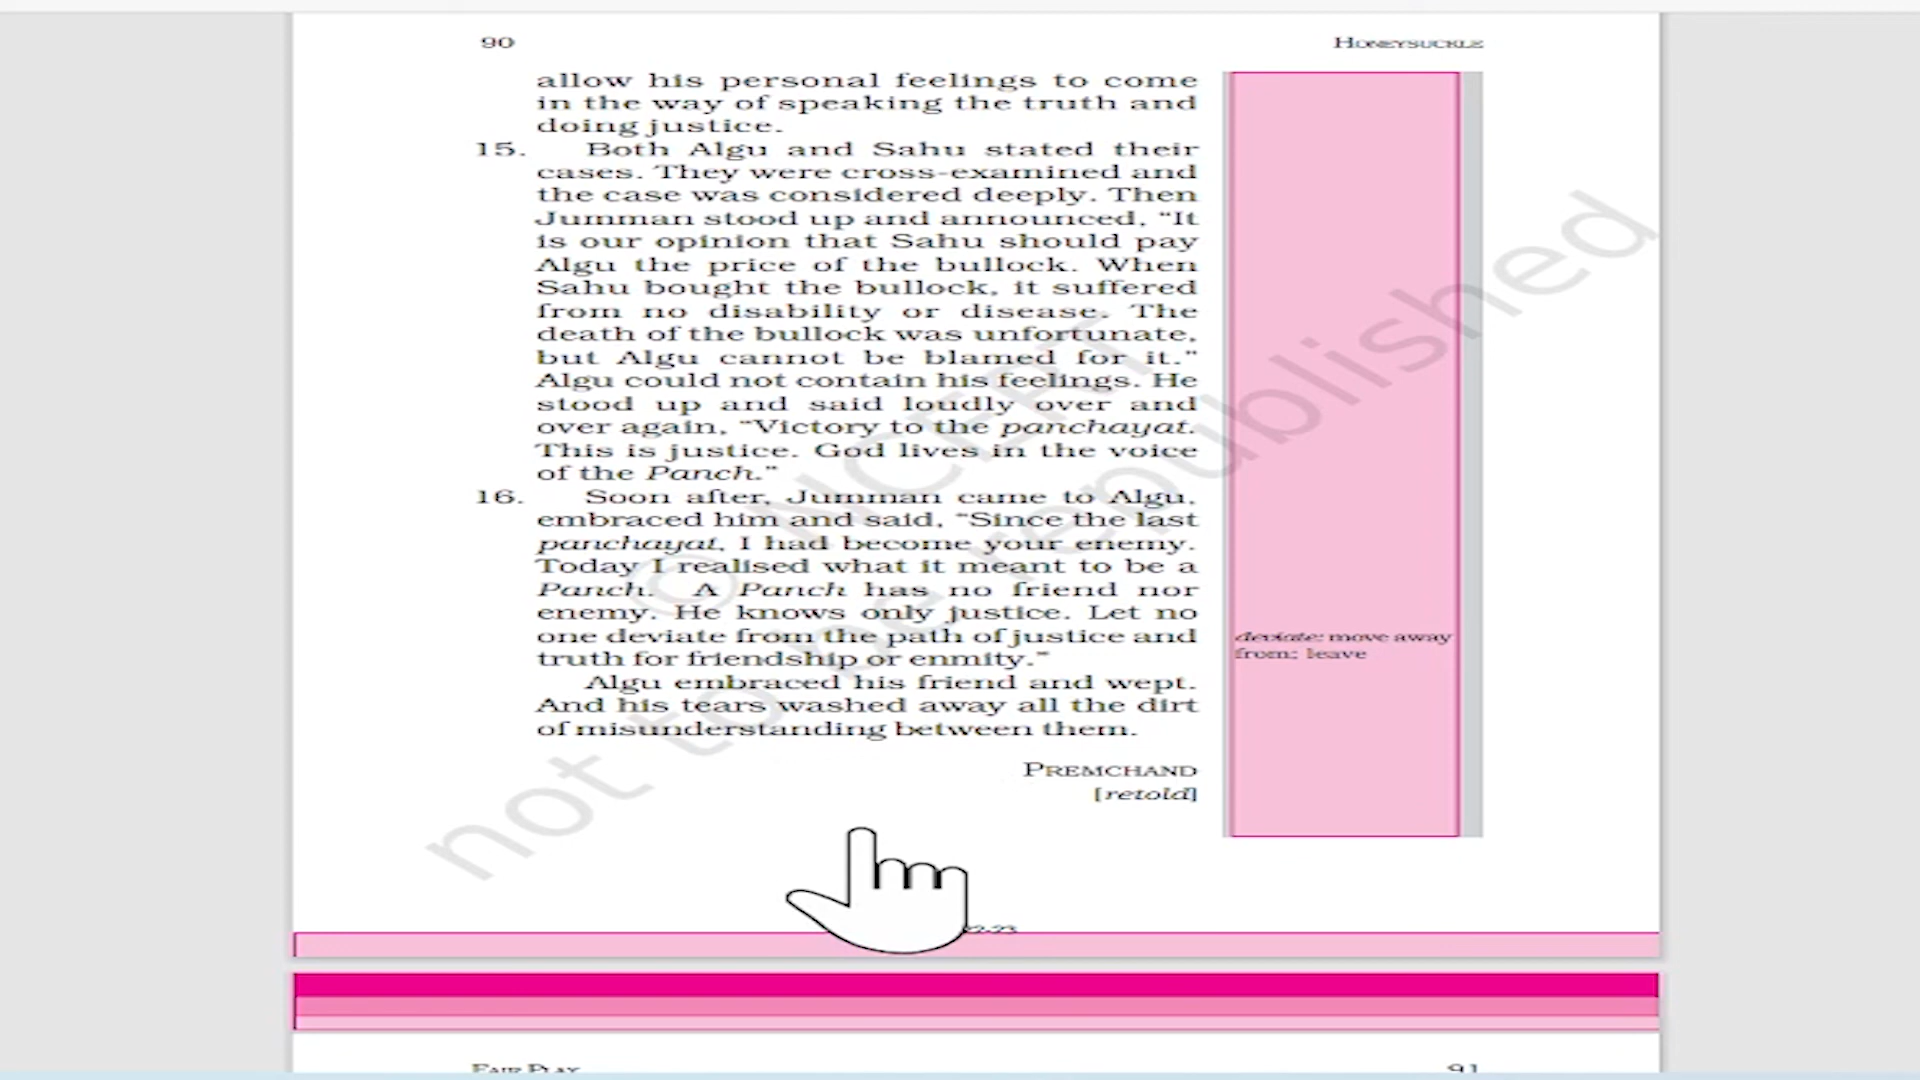 90
HONEYSUCKLE
allow his personal feelings to come
in the way of speaking the truth and
doing justice.
15. Both Algu and Sahu stated their
cases. They were cross-examined and
the case was considered deeply. Then
Jumman stood up and announced, “It
is our opinion that Sahu should pay
Algu the price of the bullock. When
Sahu bought the bullock, it suffered
from no disability or disease. The
death of the bullock was unfortunate,
but Algu cannot be blamed for it.”
Algu could not contain his feelings. He
stood up and said loudly over and
over again, “Victory to the panchayat.
This is justice. God lives in the voice
of the Panch.”
16. Soon after, Jumman came to Algu,
embraced him and said, “Since the last
panchayat, I had become your enemy.
Today I realised what it meant to be a
Panch. A Panch has no friend nor
enemy. He knows only justice. Let no
one deviate from the path of justice and
truth for friendship or enmity.”
deviate: move away
from; leave
Algu embraced his friend and wept.
And his tears washed away all the dirt
of misunderstanding between them.
PREMCHAND
[retold]
© NCERT
not to be republished
22-23
FAIR PLAY
91